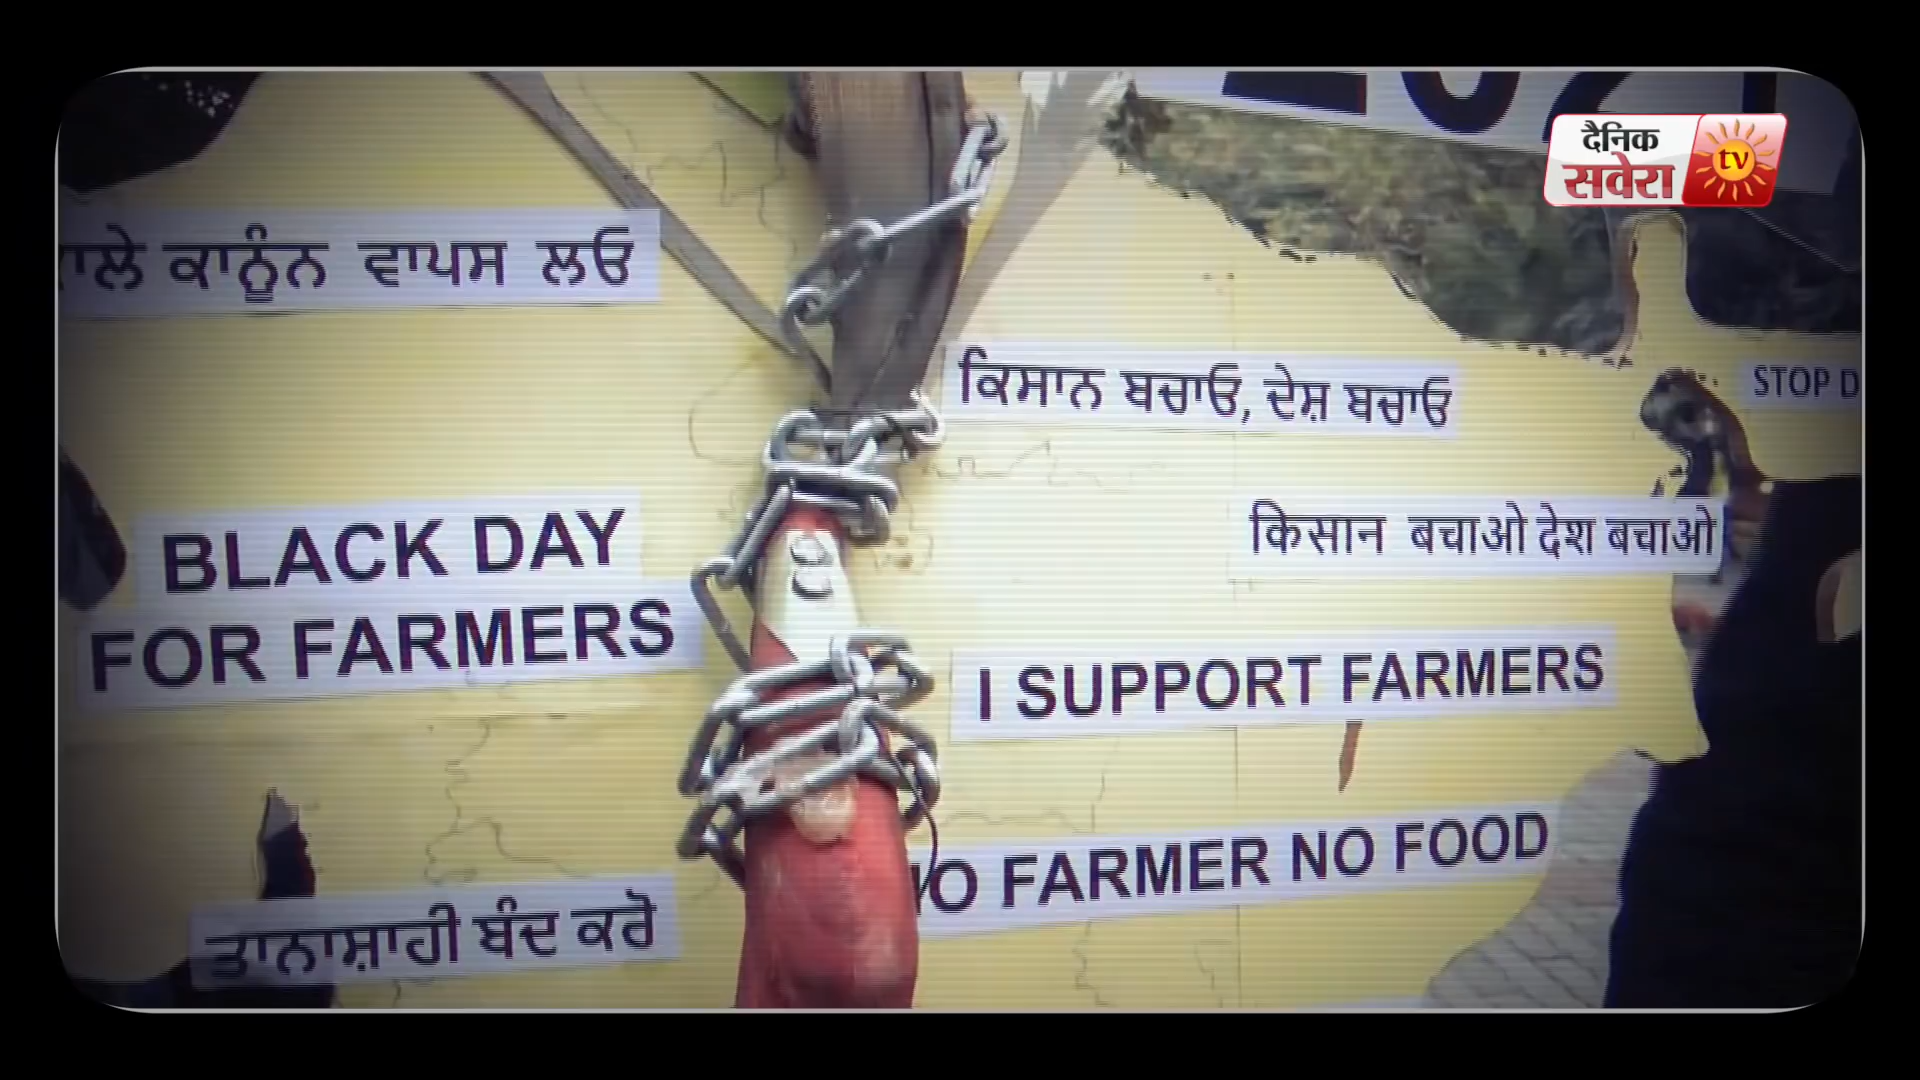 दैनिक
सवेरा
tv
ਕਾਨੂੰਨ ਵਾਪਸ ਲਓ
ਕਿਸਾਨ ਬਚਾਓ, ਦੇਸ਼ ਬਚਾਓ
STOP
किसान बचाओ देश बचाओ
BLACK DAY
FOR FARMERS
I SUPPORT FARMERS
NO FARMER NO FOOD
ਤਾਨਾਸ਼ਾਹੀ ਬੰਦ ਕਰੋ